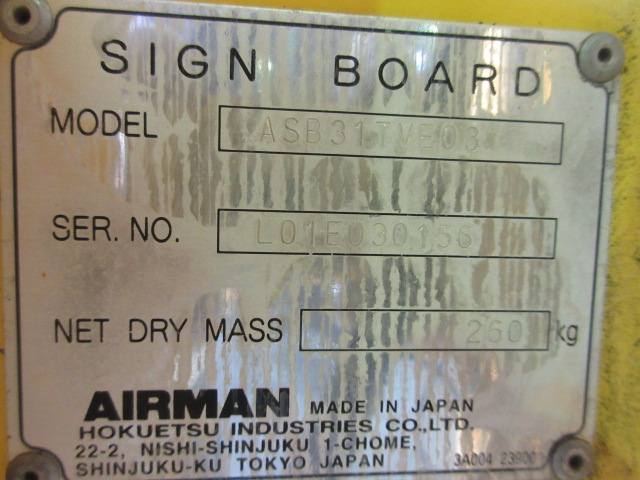 SIGN BOARD
MODEL ASB31TVE03
SER. NO. L01E030156
NET DRY MASS 260 kg
AIRMAN MADE IN JAPAN
HOKUETSU INDUSTRIES CO.,LTD.
22-2, NISHI-SHINJUKU 1-CHOME,
SHINJUKU-KU TOKYO JAPAN 3A004 23900